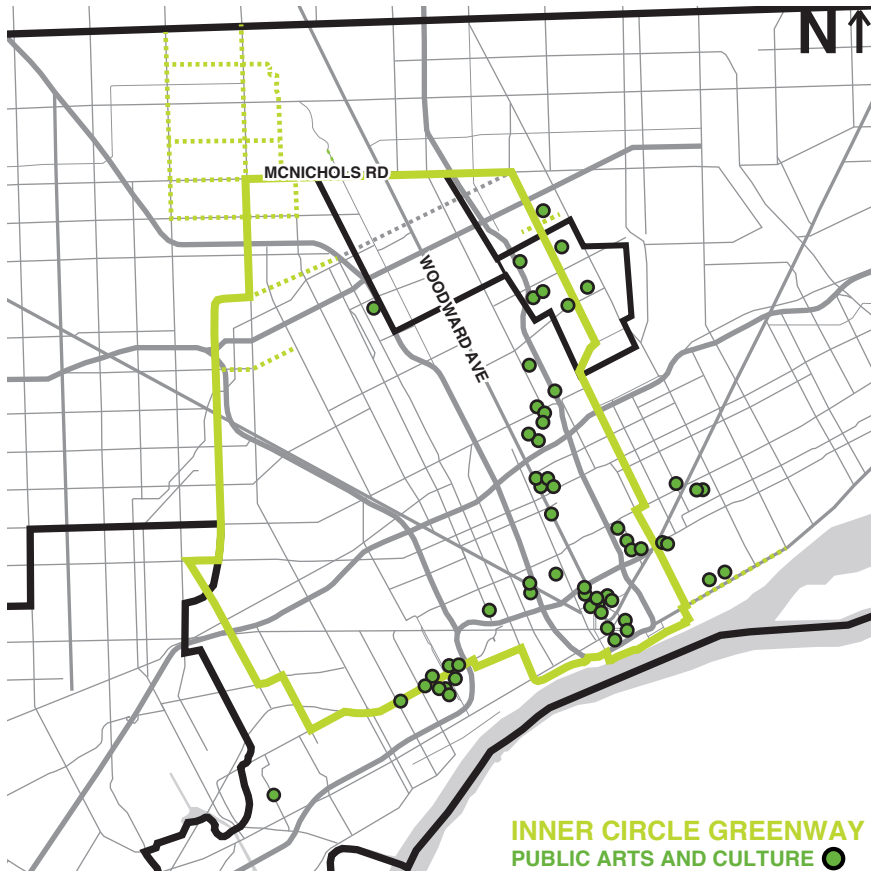 N
MCNICHOLS RD
WOODWARD AVE
INNER CIRCLE GREENWAY
PUBLIC ARTS AND CULTURE